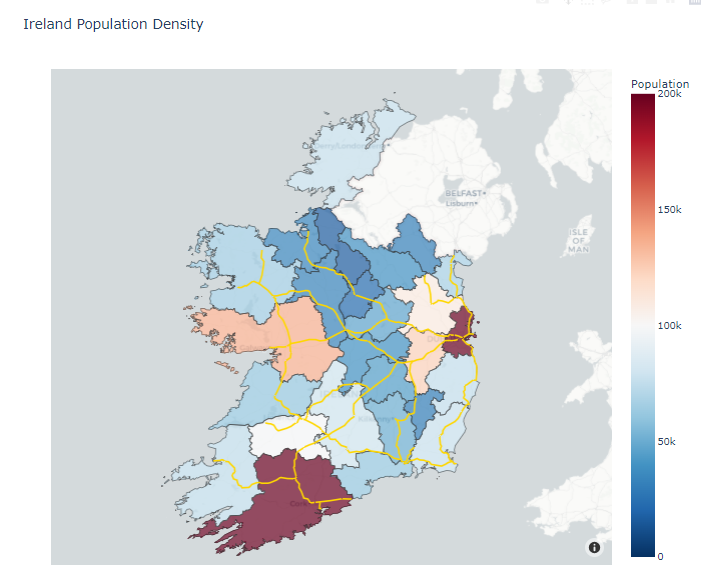 Ireland Population Density
Population
200k
150k
100k
50k
0
BELFAST
Lisburn
ISLE
OF
MAN